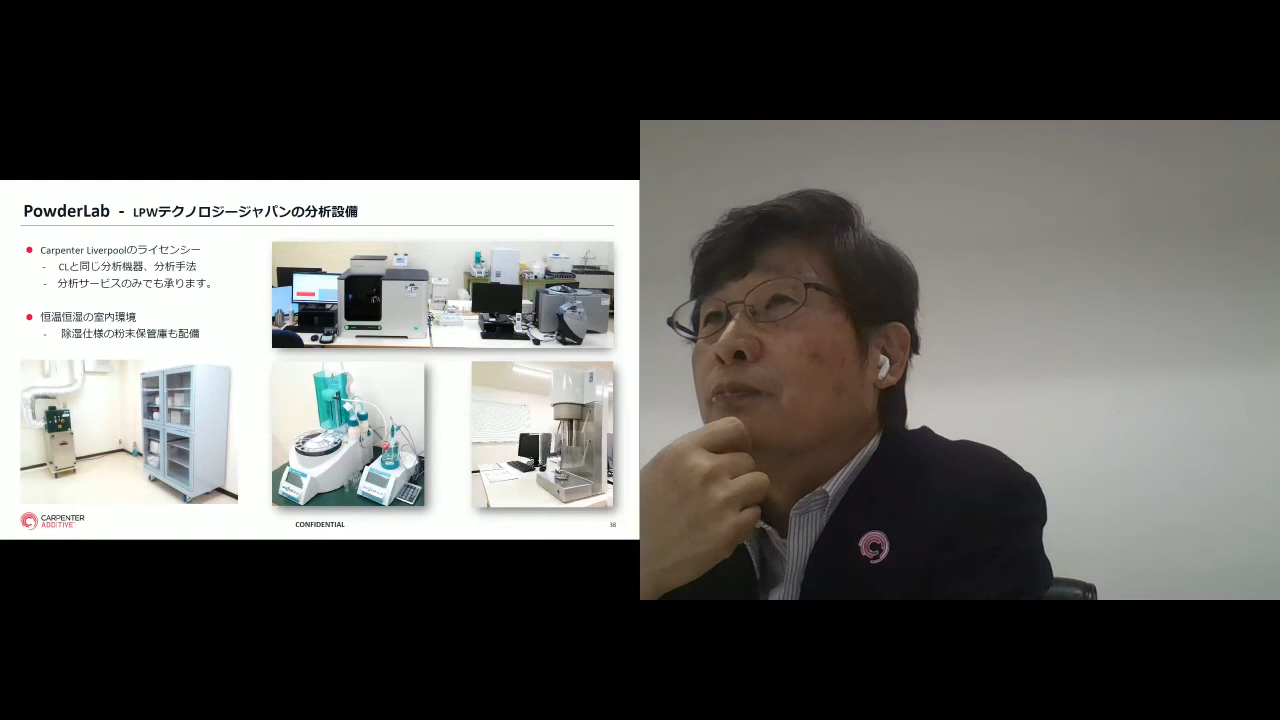 PowderLab - LPWテクノロジージャパンの分析設備
● Carpenter Liverpoolのライセンシー
- CLと同じ分析機器、分析手法
- 分析サービスのみでも承ります。
● 恒温恒湿の室内環境
- 除湿仕様の粉末保管庫も配備
CARPENTER
ADDITIVE
CONFIDENTIAL
38